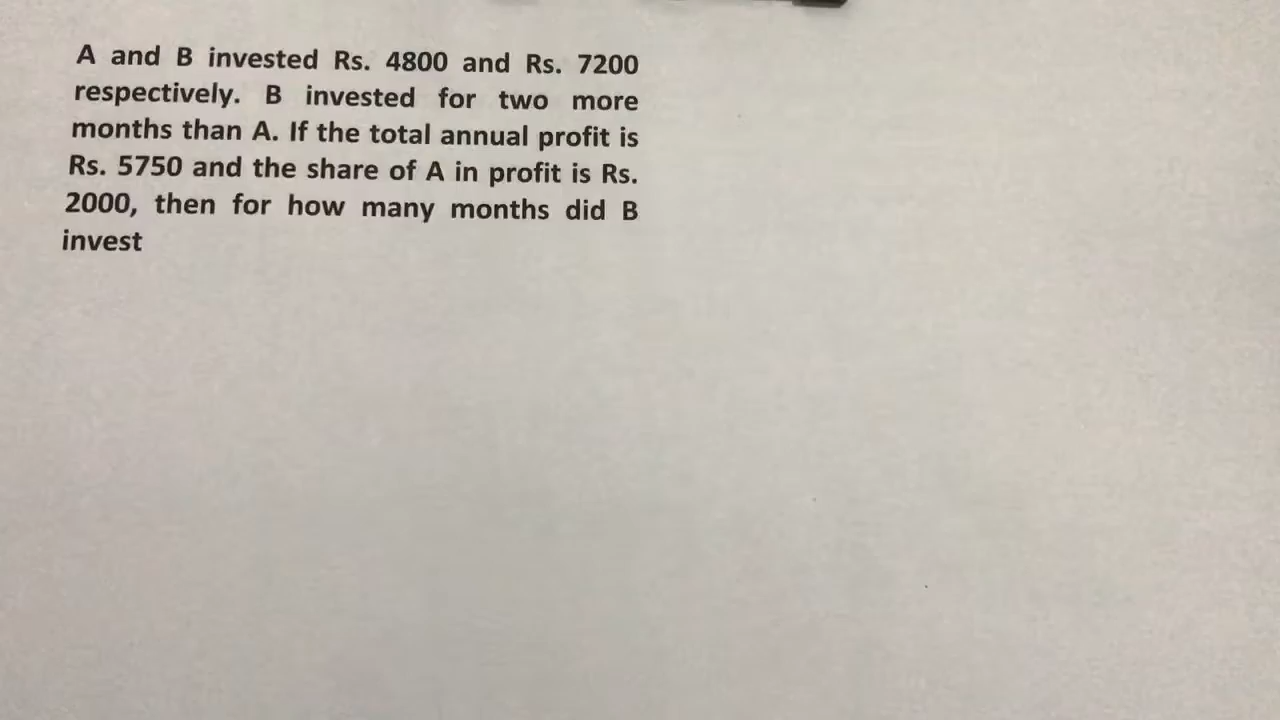 A and B invested Rs. 4800 and Rs. 7200
respectively. B invested for two more
months than A. If the total annual profit is
Rs. 5750 and the share of A in profit is Rs.
2000, then for how many months did B
invest